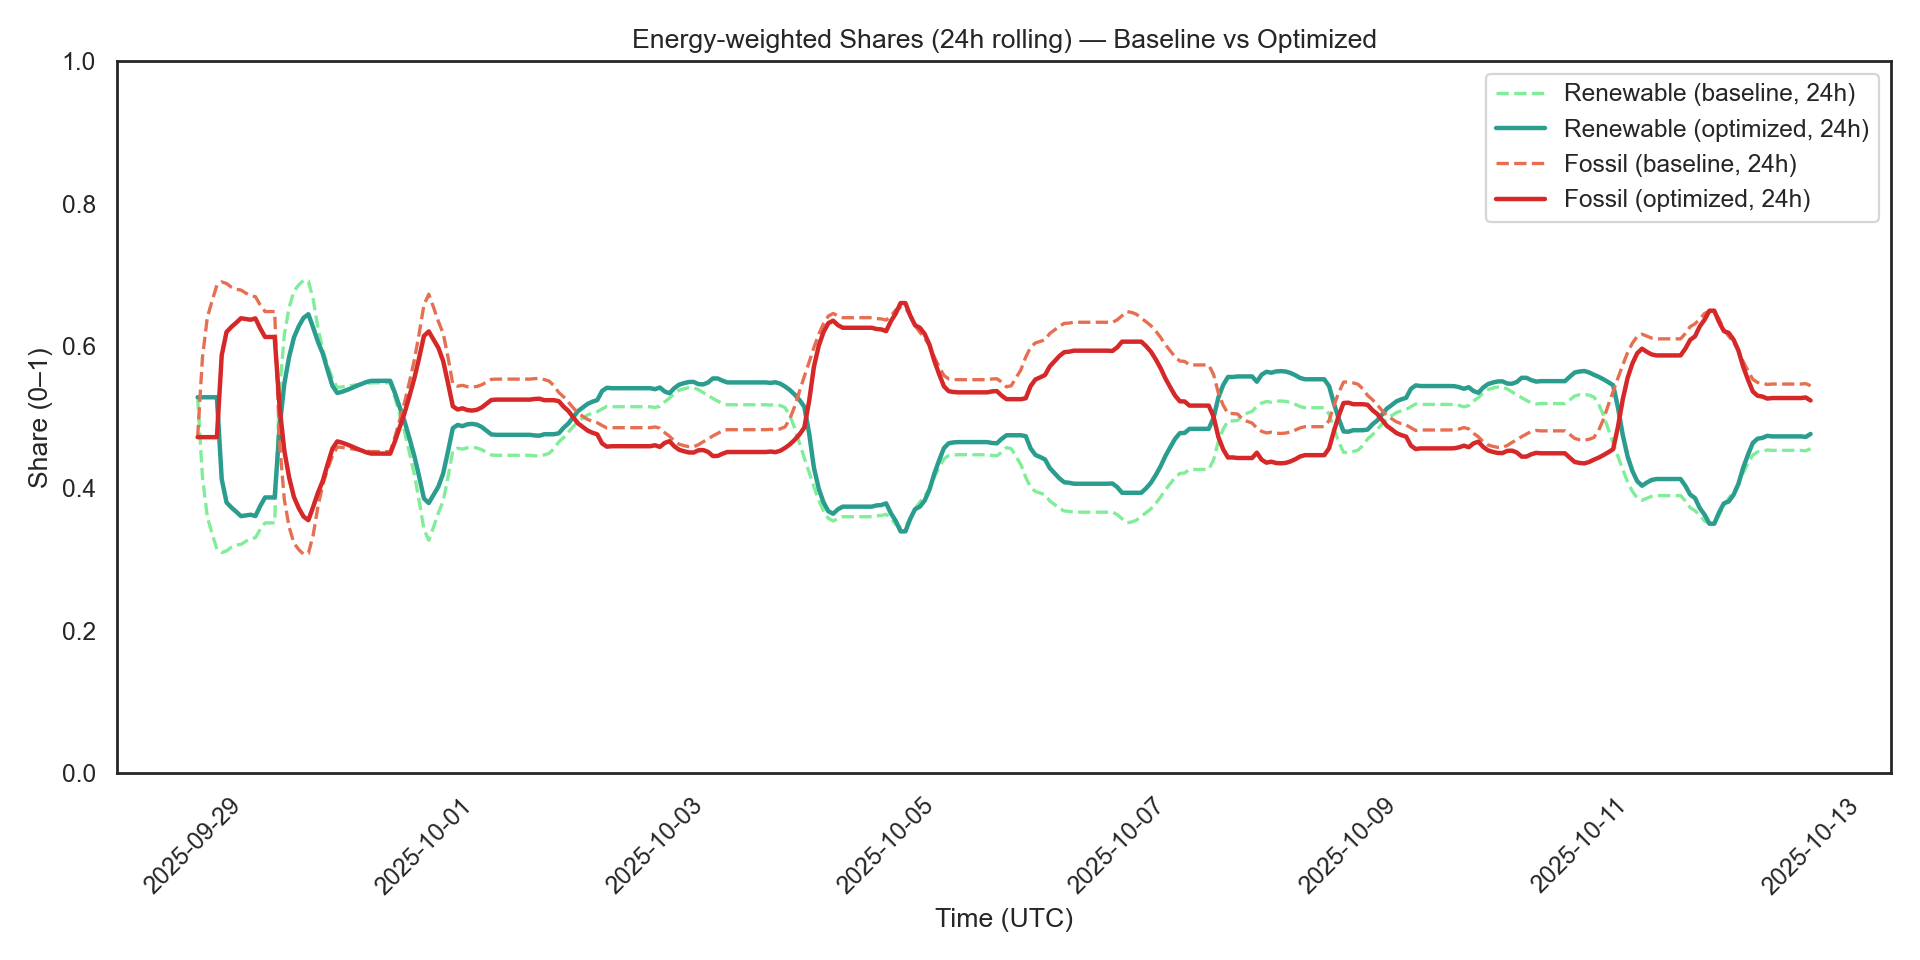 Energy-weighted Shares (24h rolling) — Baseline vs Optimized
1.0
0.8
0.6
0.4
0.2
0.0
Share (0–1)
Renewable (baseline, 24h)
Renewable (optimized, 24h)
Fossil (baseline, 24h)
Fossil (optimized, 24h)
2025-09-29
2025-10-01
2025-10-03
2025-10-05
2025-10-07
2025-10-09
2025-10-11
2025-10-13
Time (UTC)